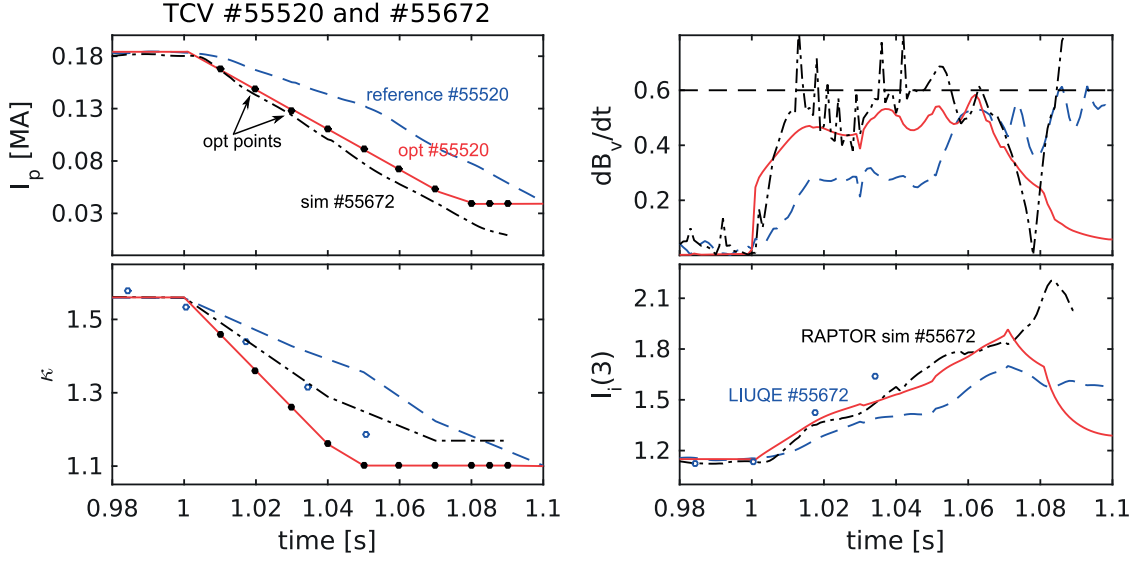 TCV #55520 and #55672
I_p [MA]
0.18
0.13
0.08
0.03
reference #55520
opt points
opt #55520
sim #55672
dB_v/dt
0.6
0.4
0.2
κ
1.5
1.3
1.1
0.98
1
1.02
1.04
1.06
1.08
1.1
time [s]
l_i(3)
2.1
1.8
1.5
1.2
RAPTOR sim #55672
LIUQE #55672
0.98
1
1.02
1.04
1.06
1.08
1.1
time [s]